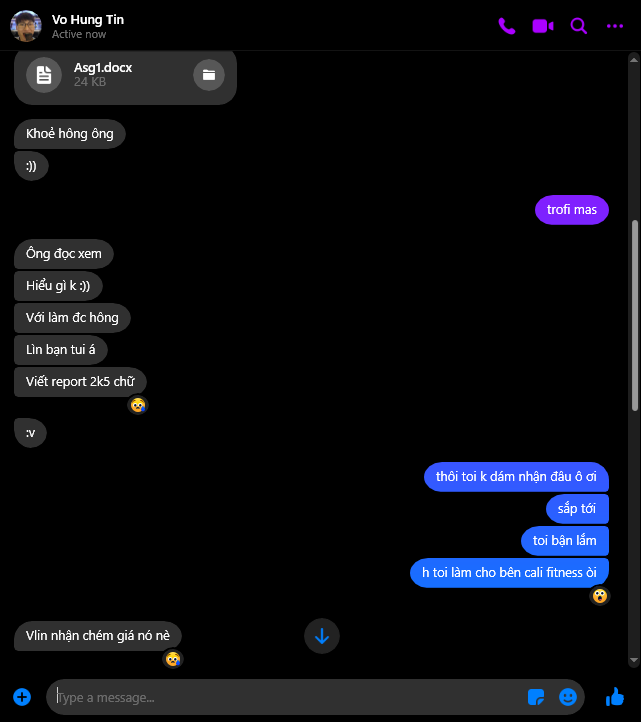 Vo Hung Tin
Active now
Asg1.docx
24 KB
Khoẻ hông ông
:))
trofi mas
Ông đọc xem
Hiểu gì k :))
Với làm đc hông
Lìn bạn tui á
Viết report 2k5 chữ
:v
thôi toi k dám nhận đâu ô ơi
sắp tới
toi bận lắm
h toi làm cho bên cali fitness òi
Vlin nhận chém giá nó nè
Type a message...